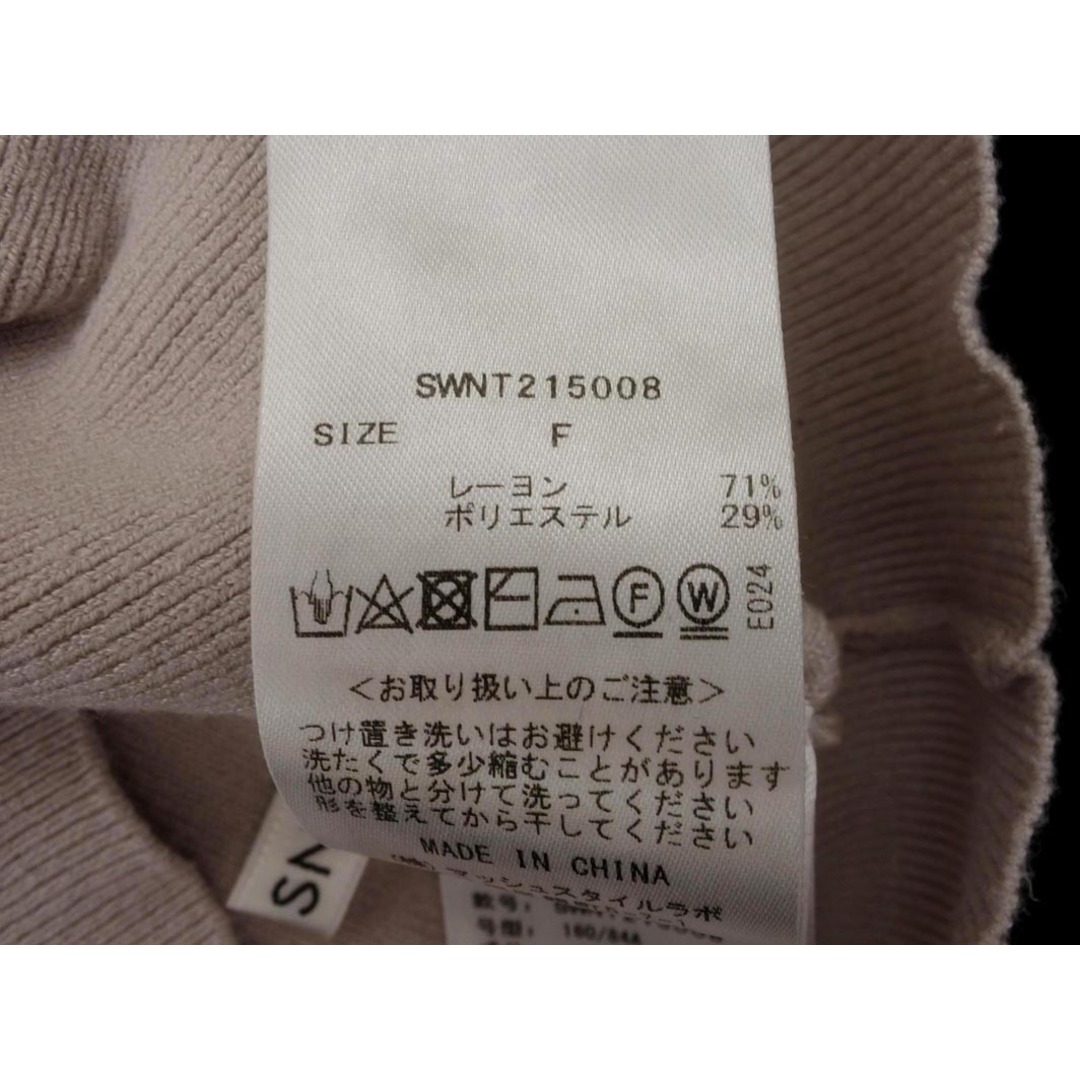 SWNT215008
SIZE F
レーヨン 71%
ポリエステル 29%
F W E024
＜お取り扱い上のご注意＞
つけ置き洗いはお避けください
洗たくで多少縮むことがあります
他の物と分けて洗ってください
形を整えてから干してください
MADE IN CHINA
(株)マッシュスタイルラボ
号型: 160/84A
SN